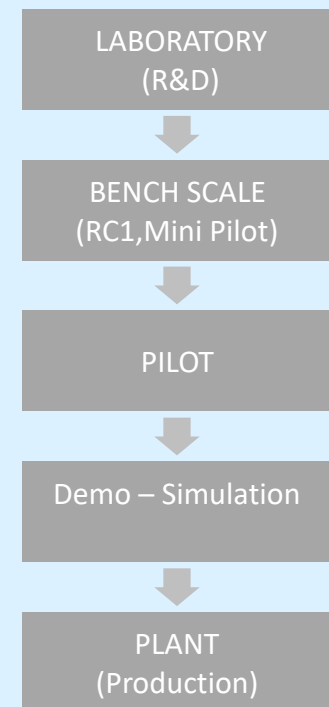 LABORATORY
(R&D)
BENCH SCALE
(RC1,Mini Pilot)
PILOT
Demo – Simulation
PLANT
(Production)